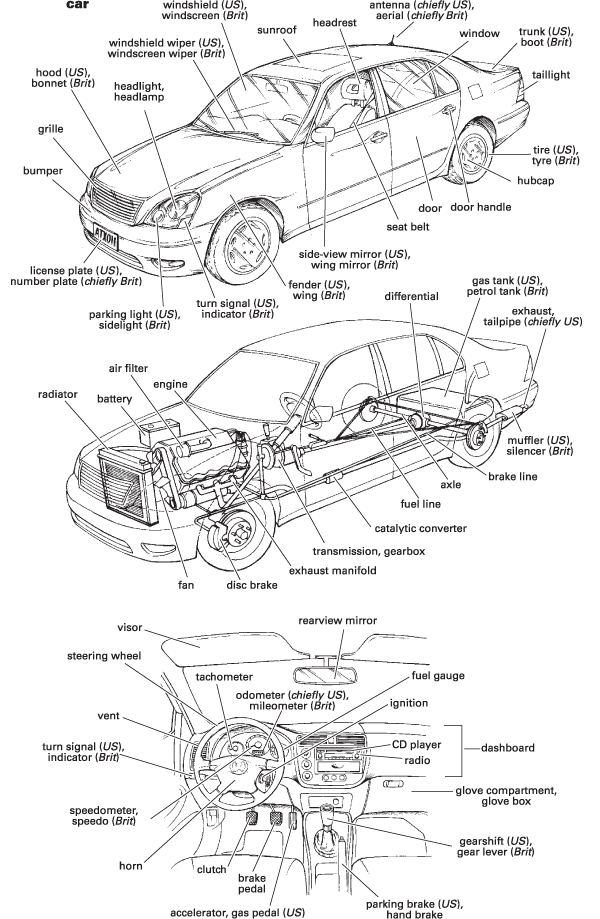 car
windshield (US),
windscreen (Brit)
antenna (chiefly US),
aerial (chiefly Brit)
headrest
sunroof
window
trunk (US),
boot (Brit)
windshield wiper (US),
windscreen wiper (Brit)
taillight
hood (US),
bonnet (Brit)
headlight,
headlamp
grille
tire (US),
tyre (Brit)
bumper
hubcap
door
door handle
seat belt
ATX011
side-view mirror (US),
wing mirror (Brit)
license plate (US),
number plate (chiefly Brit)
fender (US),
wing (Brit)
turn signal (US),
indicator (Brit)
parking light (US),
sidelight (Brit)
gas tank (US),
petrol tank (Brit)
differential
exhaust,
tailpipe (chiefly US)
air filter
engine
radiator
battery
muffler (US),
silencer (Brit)
brake line
axle
fuel line
catalytic converter
transmission, gearbox
exhaust manifold
fan
disc brake
visor
rearview mirror
steering wheel
tachometer
fuel gauge
odometer (chiefly US),
mileometer (Brit)
ignition
vent
turn signal (US),
indicator (Brit)
CD player
radio
dashboard
glove compartment,
glove box
speedometer,
speedo (Brit)
horn
clutch
brake
pedal
gearshift (US),
gear lever (Brit)
accelerator, gas pedal (US)
parking brake (US),
hand brake